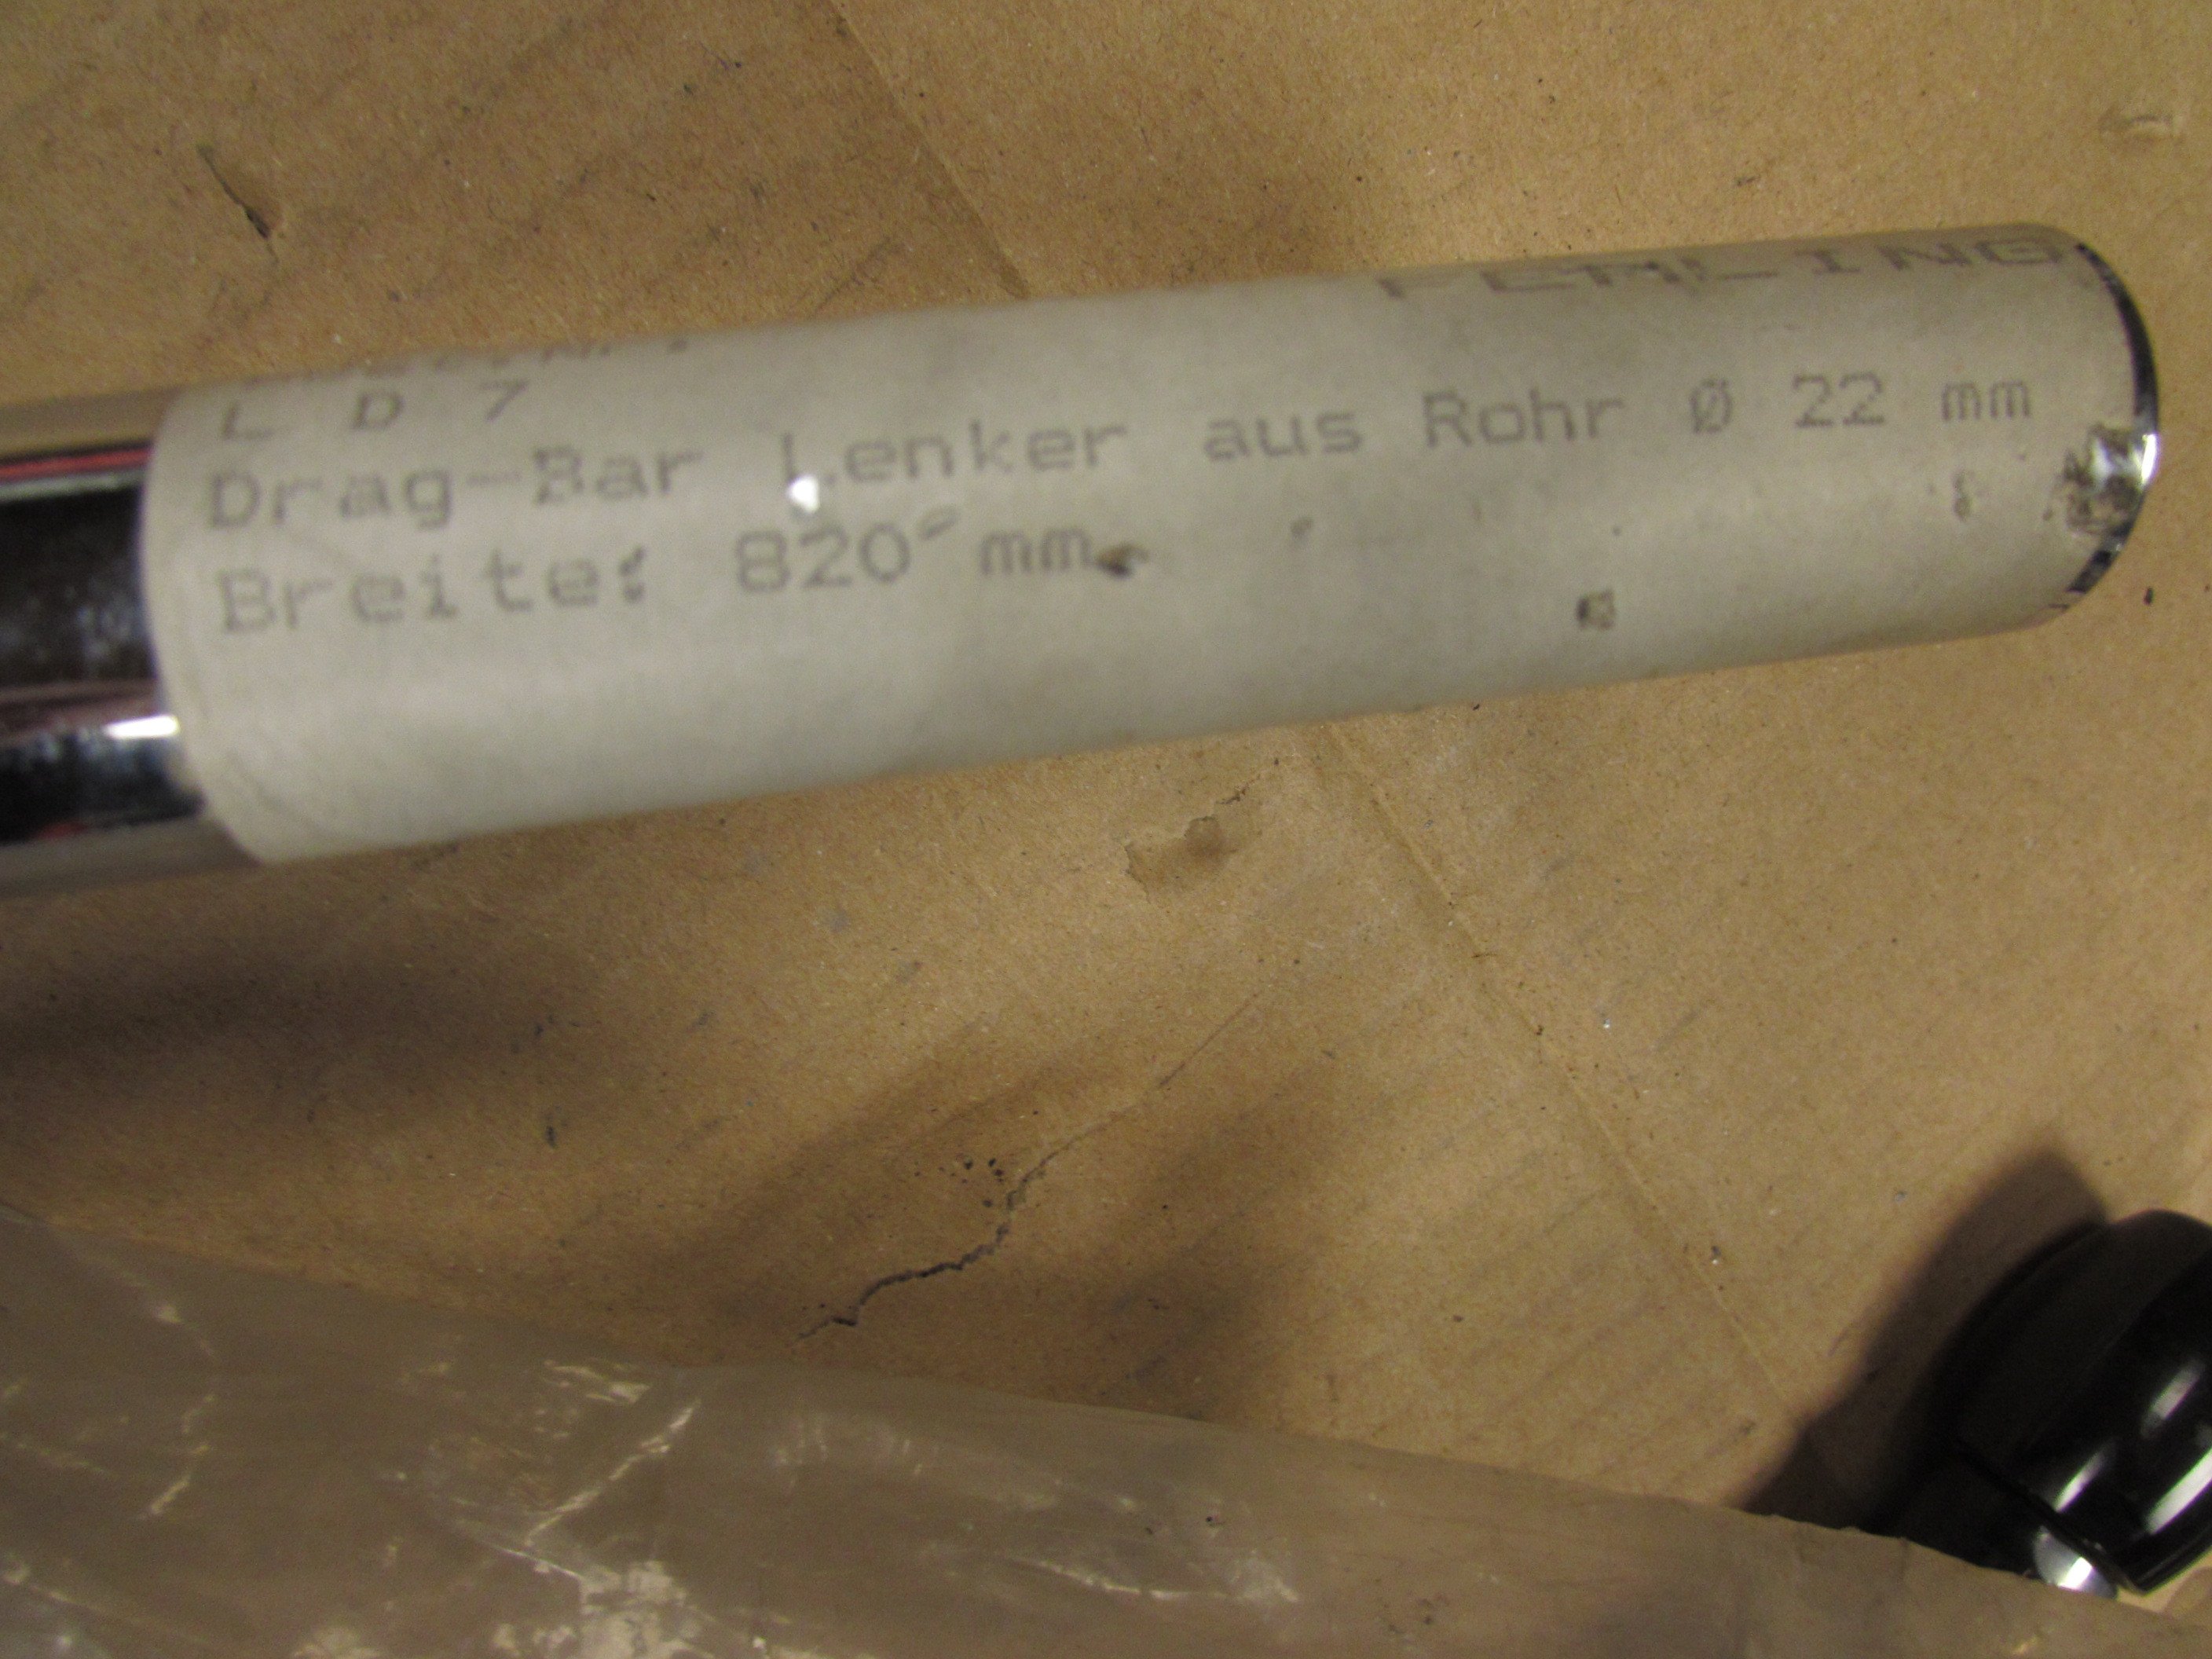 L D 7
Drag-Bar Lenker aus Rohr Ø 22 mm
Breite: 820 mm